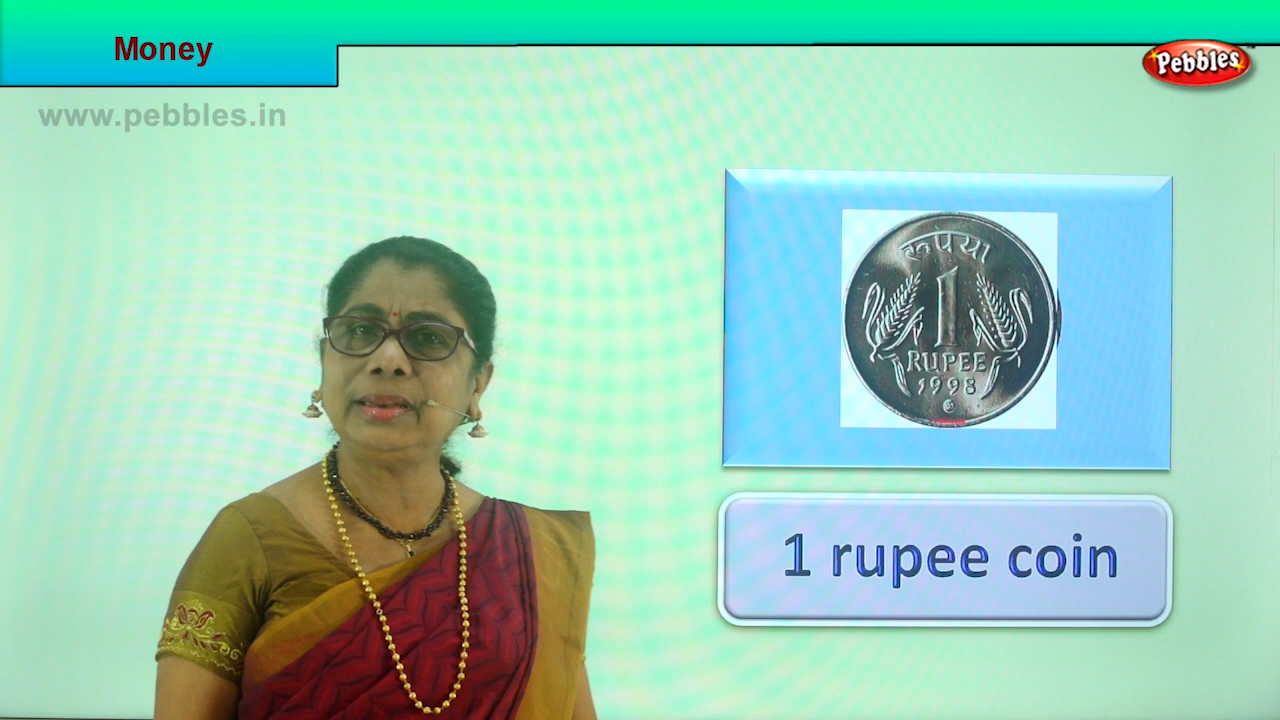 Money
Pebbles
www.pebbles.in
रूपया
1
RUPEE
1998
1 rupee coin